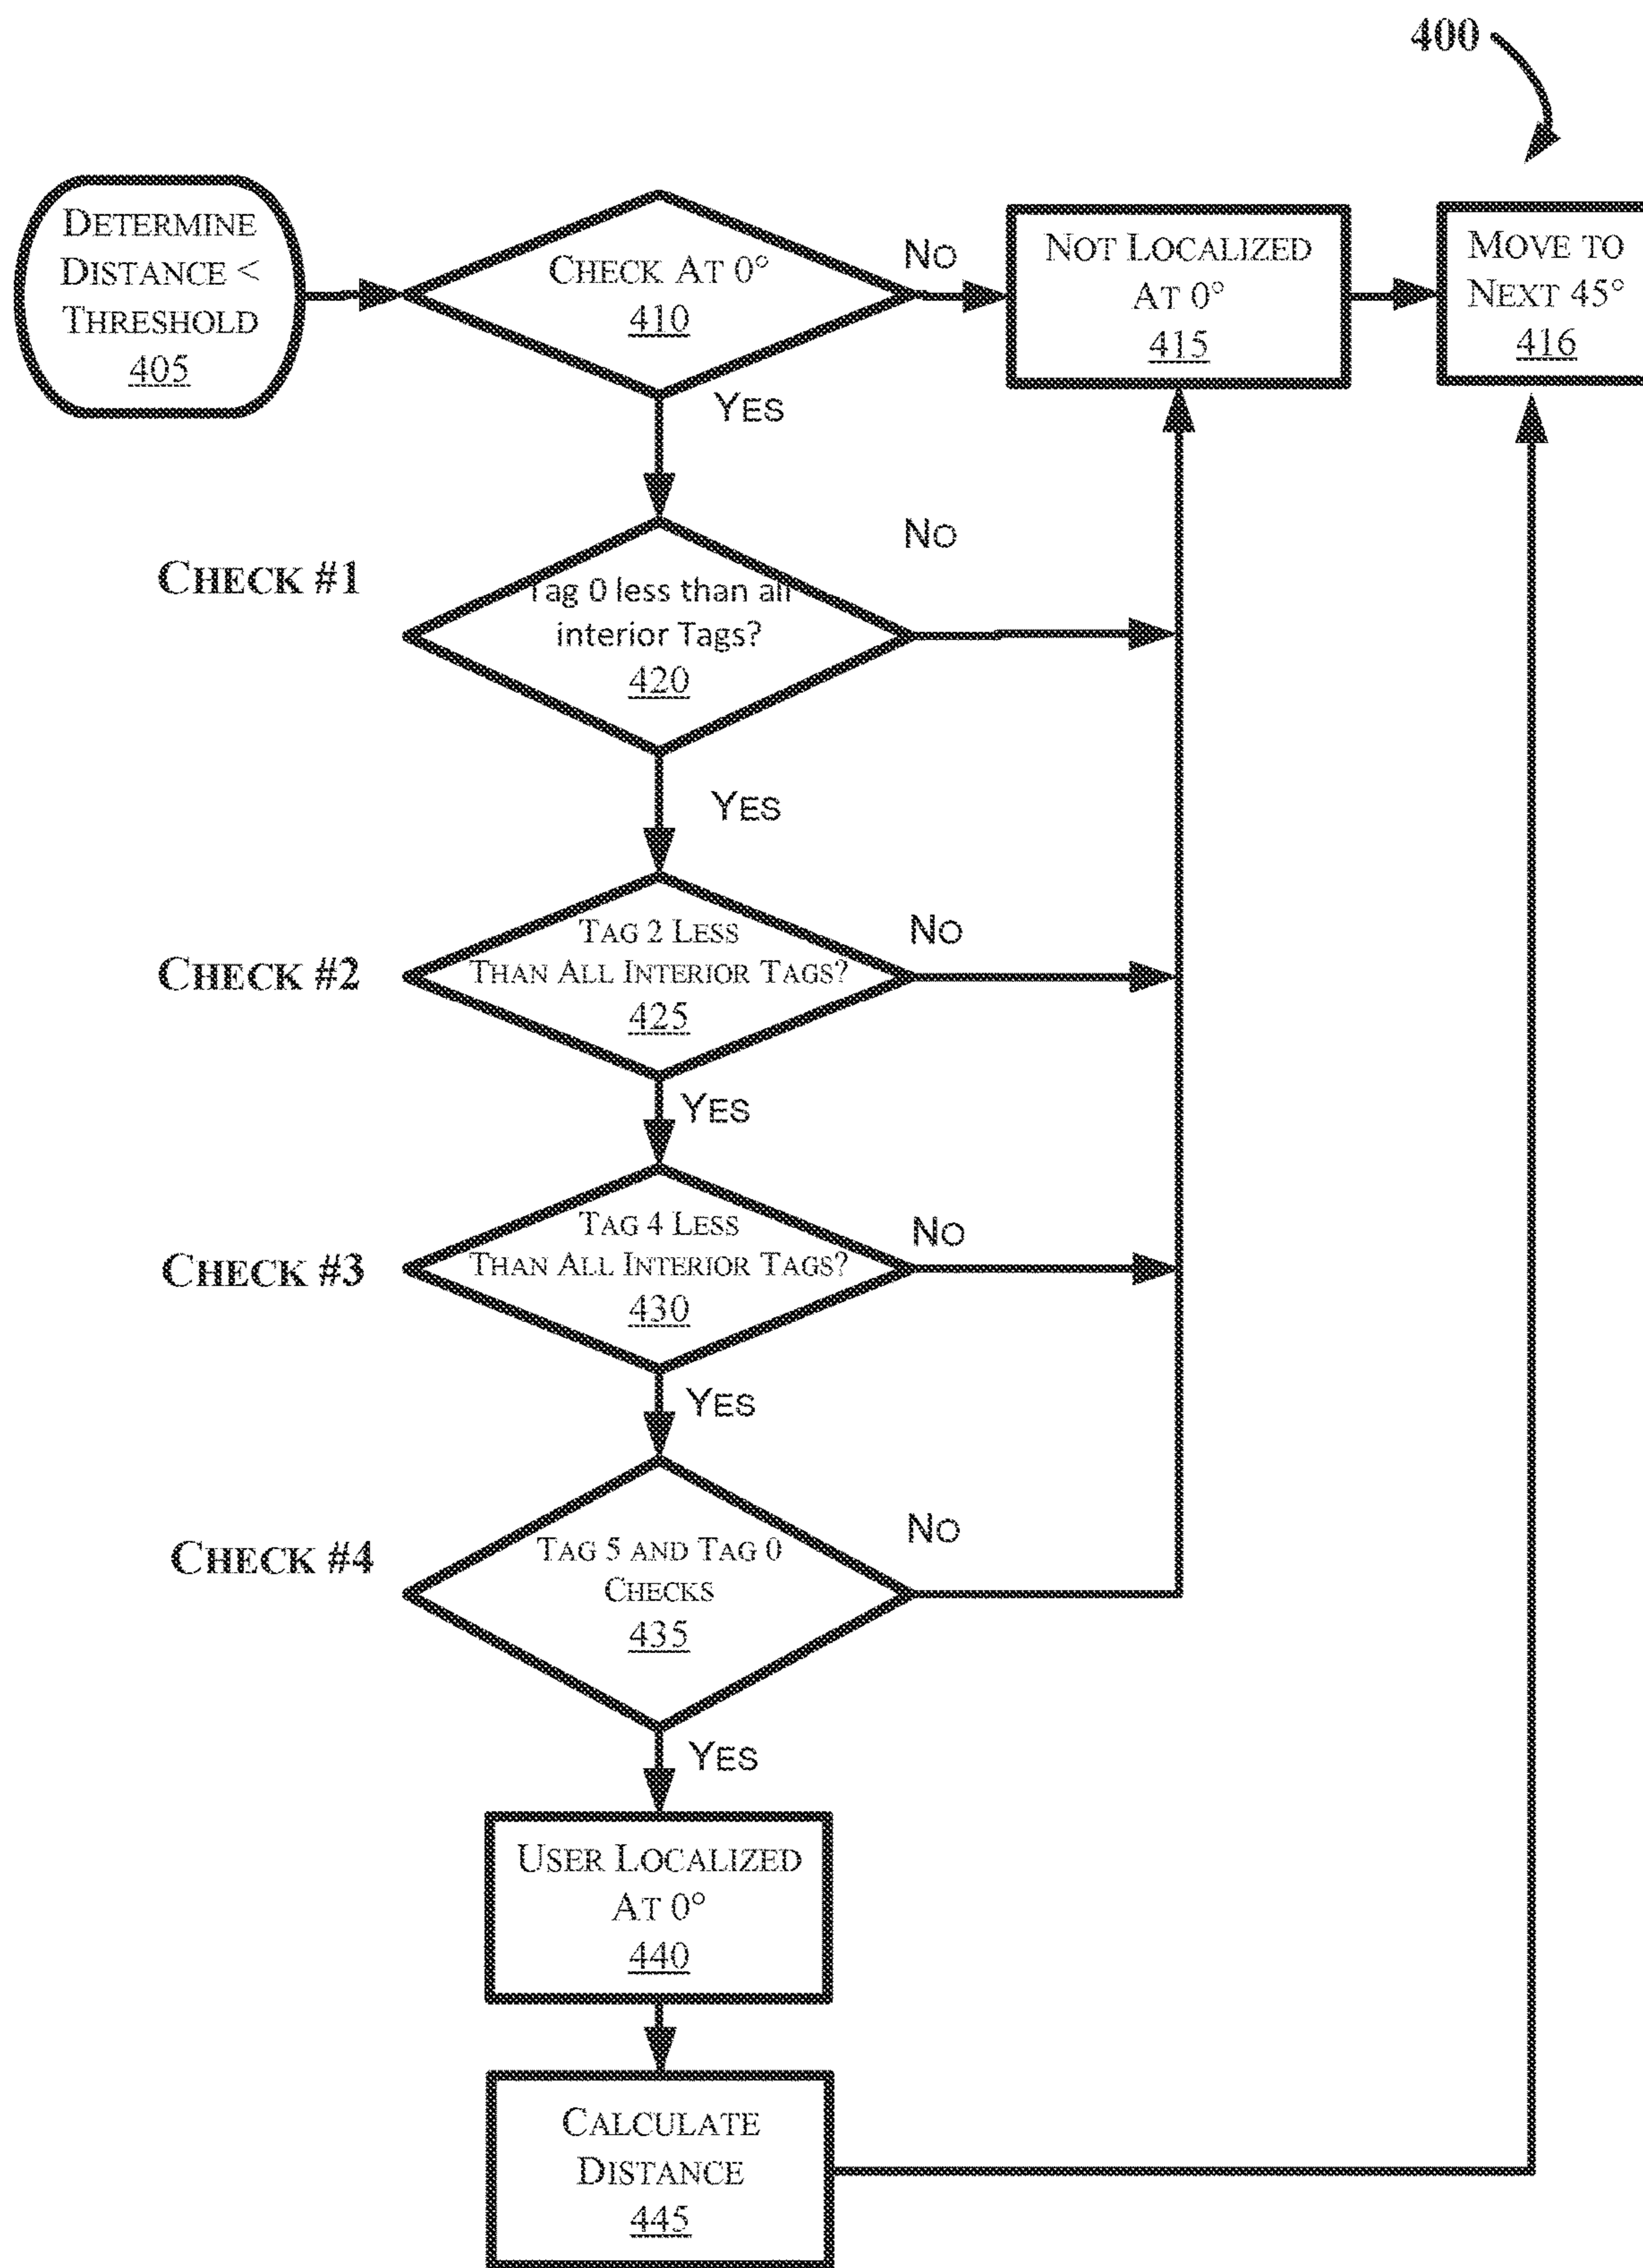 400
DETERMINE
DISTANCE <
THRESHOLD
405
CHECK AT 0°
410
NO
YES
NOT LOCALIZED
AT 0°
415
MOVE TO
NEXT 45°
416
CHECK #1
Tag 0 less than all
interior Tags?
420
NO
YES
CHECK #2
TAG 2 LESS
THAN ALL INTERIOR TAGS?
425
NO
YES
CHECK #3
TAG 4 LESS
THAN ALL INTERIOR TAGS?
430
NO
YES
CHECK #4
TAG 5 AND TAG 0
CHECKS
435
NO
YES
USER LOCALIZED
AT 0°
440
CALCULATE
DISTANCE
445